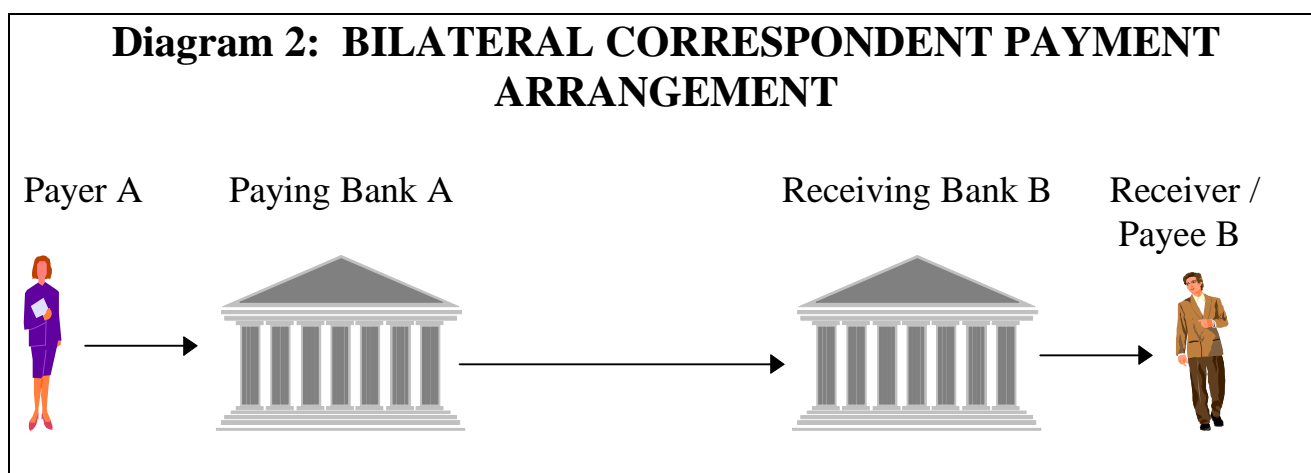 Diagram 2: BILATERAL CORRESPONDENT PAYMENT
ARRANGEMENT
Payer A
Paying Bank A
Receiving Bank B
Receiver /
Payee B